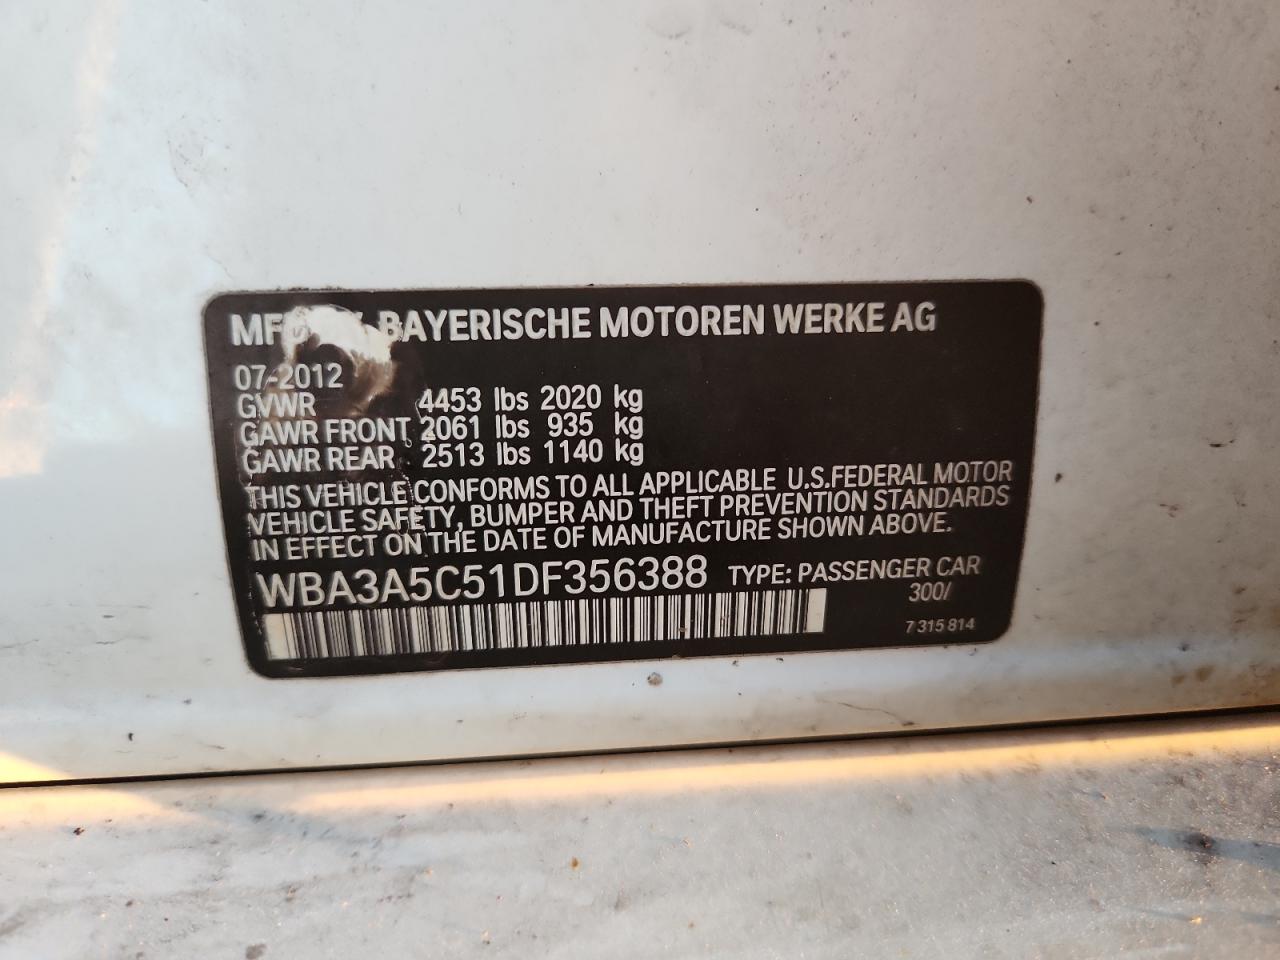 BAYERISCHE MOTOREN WERKE AG
07-2012
GVWR 4453 lbs 2020 kg
GAWR FRONT 2061 lbs 935 kg
GAWR REAR 2513 lbs 1140 kg
THIS VEHICLE CONFORMS TO ALL APPLICABLE U.S.FEDERAL MOTOR
VEHICLE SAFETY, BUMPER AND THEFT PREVENTION STANDARDS
IN EFFECT ON THE DATE OF MANUFACTURE SHOWN ABOVE.
WBA3A5C51DF356388 TYPE: PASSENGER CAR
300/
7 315 814